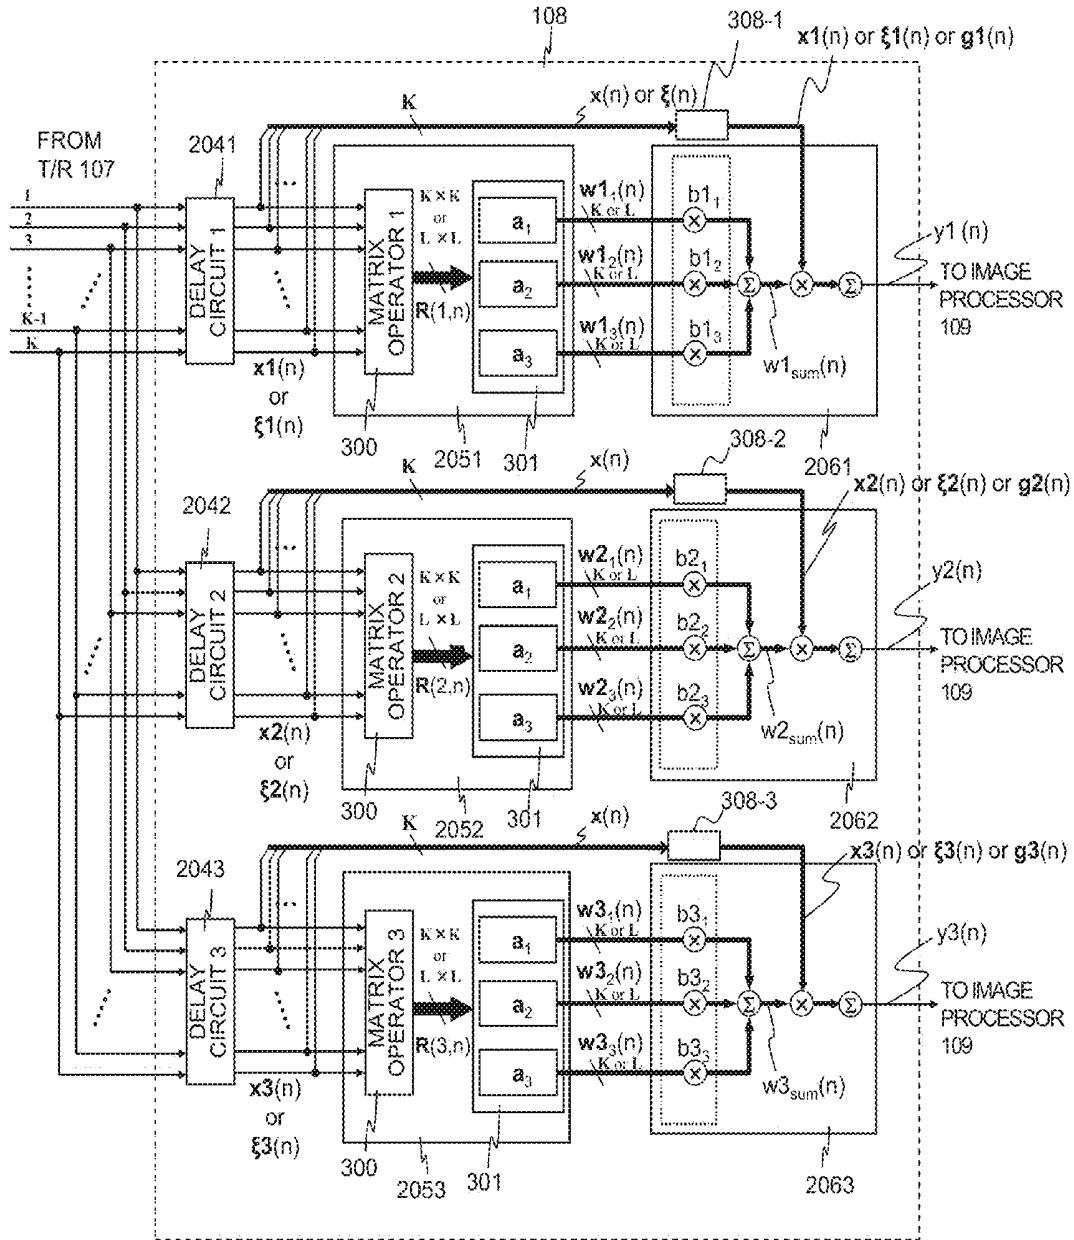 108
308-1
x1(n) or ξ1(n) or g1(n)
FROM
T/R 107
1
2
3
K-1
K
2041
DELAY
CIRCUIT 1
x1(n)
or
ξ1(n)
K
x(n) or ξ(n)
MATRIX
OPERATOR 1
K × K
or
L × L
R(1,n)
a1
a2
a3
300
2051
301
w1₁(n)
K or L
w1₂(n)
K or L
w1₃(n)
K or L
b1₁
×
b1₂
×
b1₃
×
Σ
×
Σ
w1sum(n)
2061
y1 (n)
TO IMAGE
PROCESSOR
109
308-2
x2(n) or ξ2(n) or g2(n)
2042
DELAY
CIRCUIT 2
x2(n)
or
ξ2(n)
K
x(n)
MATRIX
OPERATOR 2
K × K
or
L × L
R(2,n)
a1
a2
a3
300
2052
301
w2₁(n)
K or L
w2₂(n)
K or L
w2₃(n)
K or L
b2₁
×
b2₂
×
b2₃
×
Σ
×
Σ
w2sum(n)
2062
y2(n)
TO IMAGE
PROCESSOR
109
308-3
x3(n) or ξ3(n) or g3(n)
2043
DELAY
CIRCUIT 3
x3(n)
or
ξ3(n)
K
x(n)
MATRIX
OPERATOR 3
K × K
or
L × L
R(3,n)
a1
a2
a3
300
2053
301
w3₁(n)
K or L
w3₂(n)
K or L
w3₃(n)
K or L
b3₁
×
b3₂
×
b3₃
×
Σ
×
Σ
w3sum(n)
2063
y3(n)
TO IMAGE
PROCESSOR
109